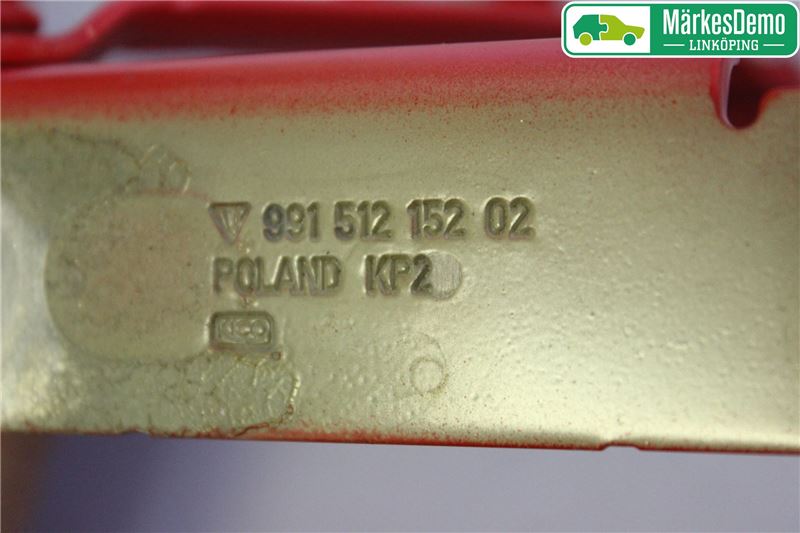 MärkesDemo
LINKÖPING
991 512 152 02
POLAND KP2